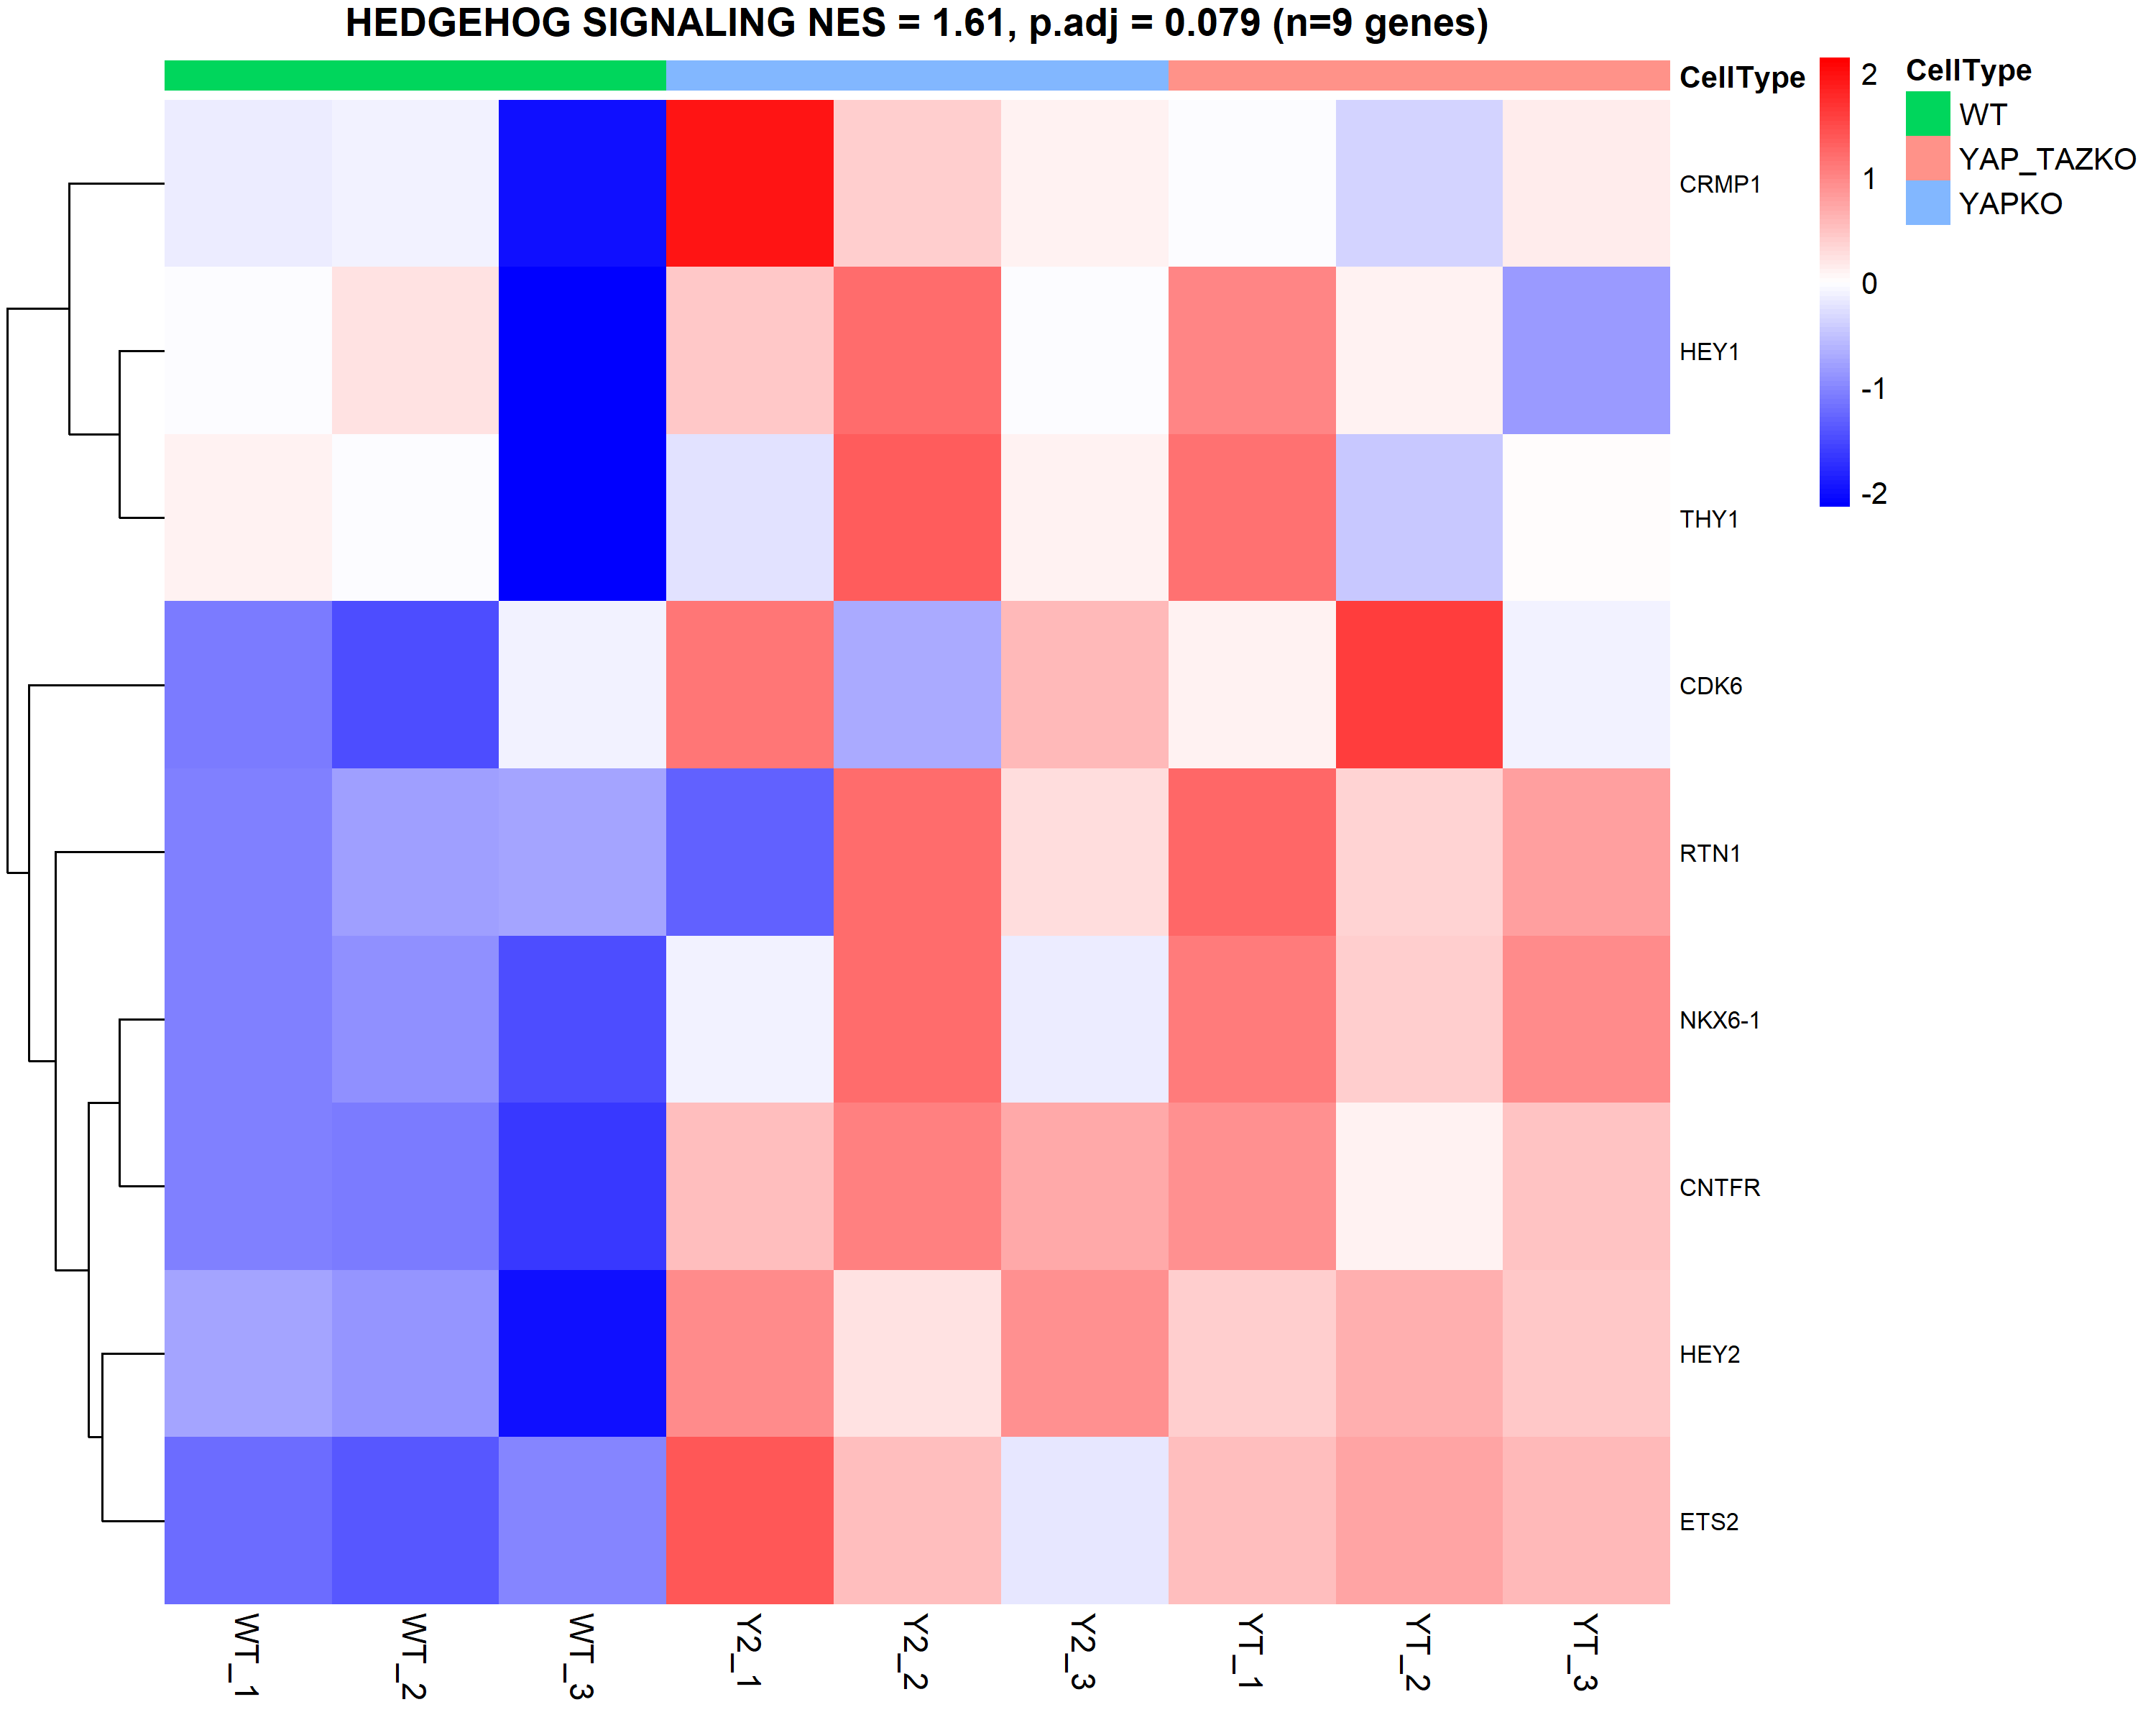 HEDGEHOG SIGNALING NES = 1.61, p.adj = 0.079 (n=9 genes)
CellType
2
1
0
-1
-2
CellType
WT
YAP_TAZKO
YAPKO
CRMP1
HEY1
THY1
CDK6
RTN1
NKX6-1
CNTFR
HEY2
ETS2
WT_1
WT_2
WT_3
Y2_1
Y2_2
Y2_3
YT_1
YT_2
YT_3